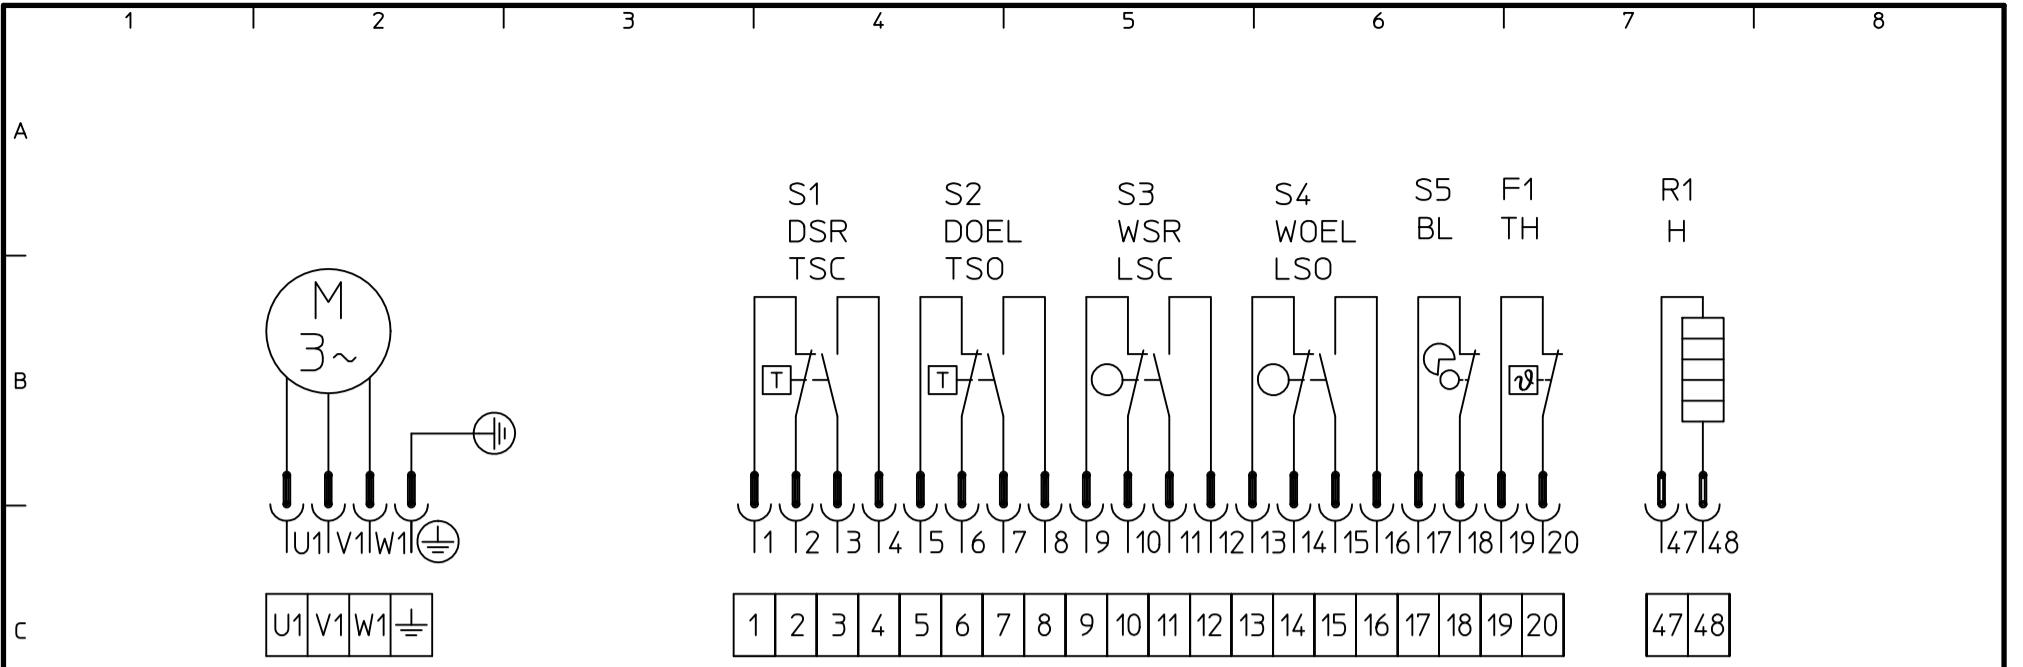 1 2 3 4 5 6 7 8
A
S1 S2 S3 S4 S5 F1 R1
DSR DOEL WSR WOEL BL TH H
TSC TSO LSC LSO
M
3~
B
T T ϑ
U1 V1 W1 1 2 3 4 5 6 7 8 9 10 11 12 13 14 15 16 17 18 19 20 47 48
C
U1 V1 W1 1 2 3 4 5 6 7 8 9 10 11 12 13 14 15 16 17 18 19 20 47 48